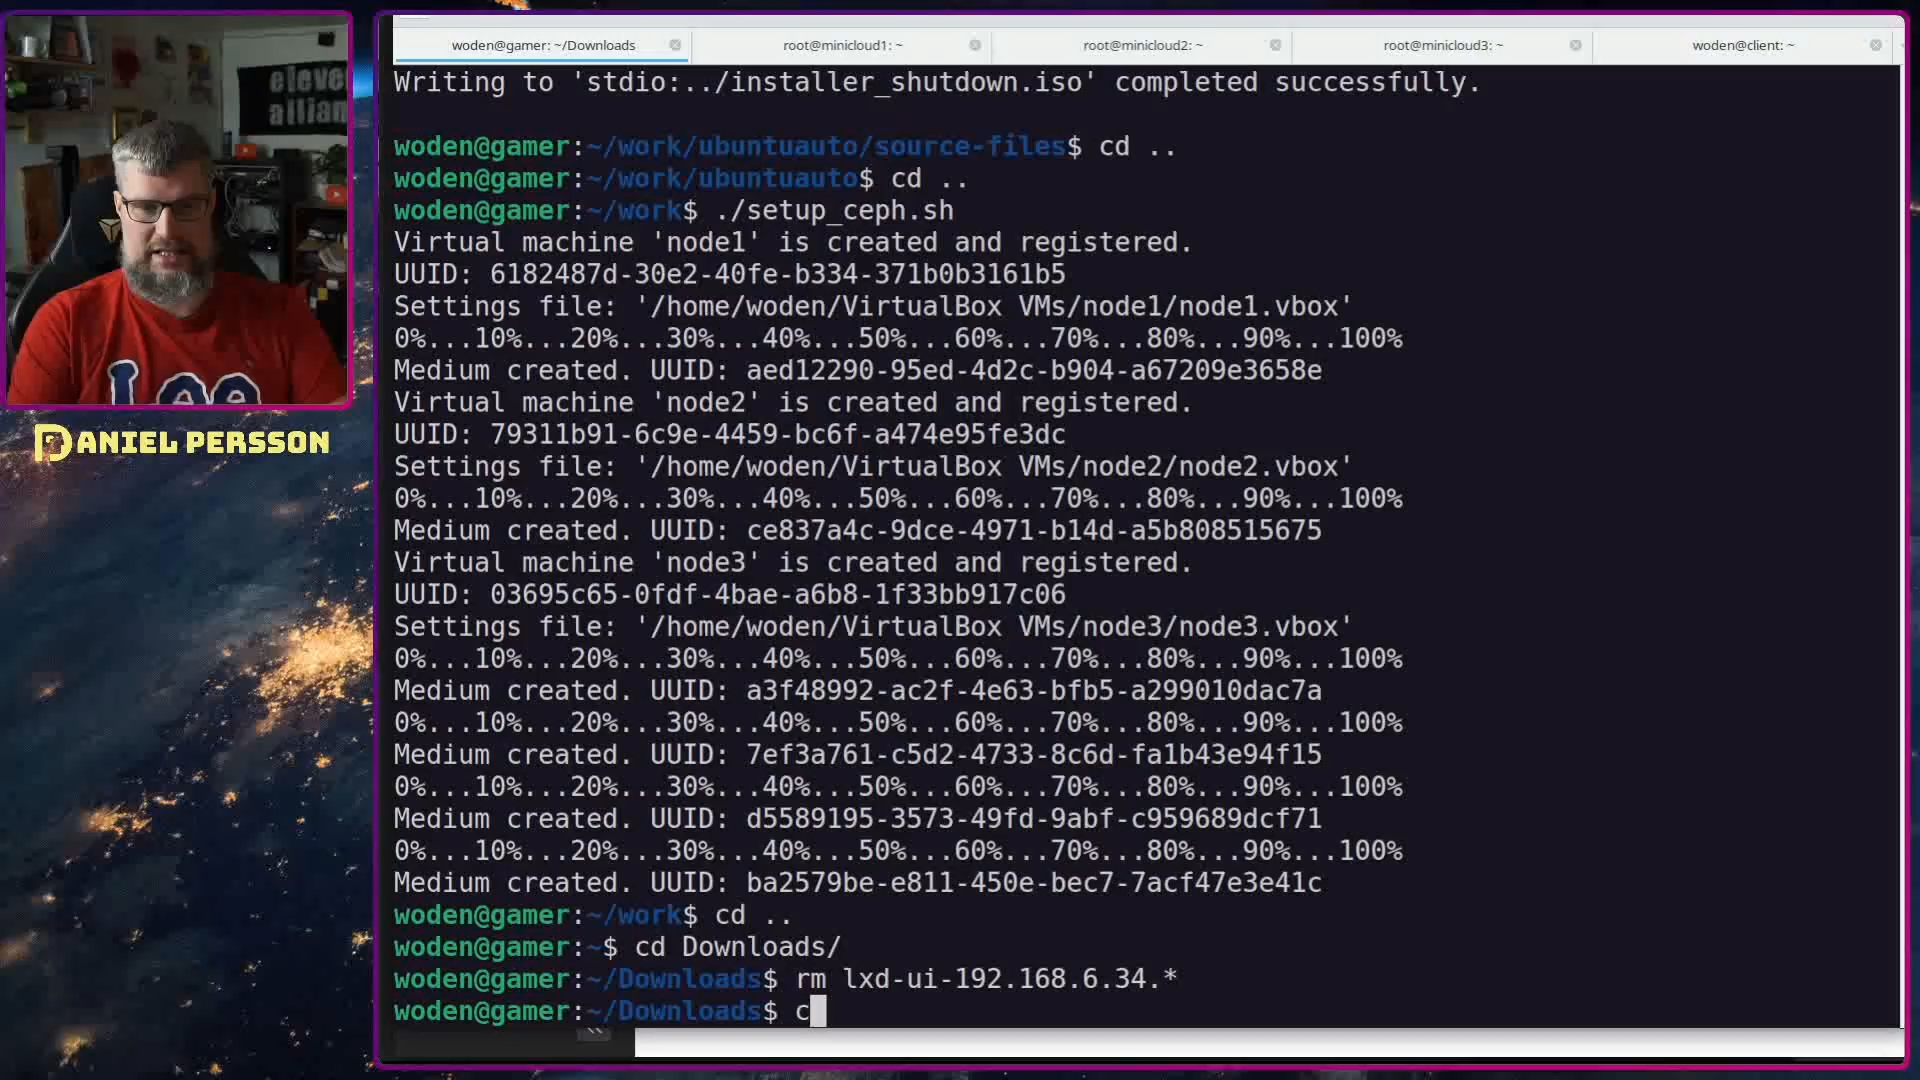 woden@gamer: ~/Downloads
root@minicloud1: ~
root@minicloud2: ~
root@minicloud3: ~
woden@client: ~
Writing to 'stdio:../installer_shutdown.iso' completed successfully.
woden@gamer:~/work/ubuntuauto/source-files$ cd ..
woden@gamer:~/work/ubuntuauto$ cd ..
woden@gamer:~/work$ ./setup_ceph.sh
Virtual machine 'node1' is created and registered.
UUID: 6182487d-30e2-40fe-b334-371b0b3161b5
Settings file: '/home/woden/VirtualBox VMs/node1/node1.vbox'
0%...10%...20%...30%...40%...50%...60%...70%...80%...90%...100%
Medium created. UUID: aed12290-95ed-4d2c-b904-a67209e3658e
Virtual machine 'node2' is created and registered.
UUID: 79311b91-6c9e-4459-bc6f-a474e95fe3dc
Settings file: '/home/woden/VirtualBox VMs/node2/node2.vbox'
0%...10%...20%...30%...40%...50%...60%...70%...80%...90%...100%
Medium created. UUID: ce837a4c-9dce-4971-b14d-a5b808515675
Virtual machine 'node3' is created and registered.
UUID: 03695c65-0fdf-4bae-a6b8-1f33bb917c06
Settings file: '/home/woden/VirtualBox VMs/node3/node3.vbox'
0%...10%...20%...30%...40%...50%...60%...70%...80%...90%...100%
Medium created. UUID: a3f48992-ac2f-4e63-bfb5-a299010dac7a
0%...10%...20%...30%...40%...50%...60%...70%...80%...90%...100%
Medium created. UUID: 7ef3a761-c5d2-4733-8c6d-fa1b43e94f15
0%...10%...20%...30%...40%...50%...60%...70%...80%...90%...100%
Medium created. UUID: d5589195-3573-49fd-9abf-c959689dcf71
0%...10%...20%...30%...40%...50%...60%...70%...80%...90%...100%
Medium created. UUID: ba2579be-e811-450e-bec7-7acf47e3e41c
woden@gamer:~/work$ cd ..
woden@gamer:~$ cd Downloads/
woden@gamer:~/Downloads$ rm lxd-ui-192.168.6.34.*
woden@gamer:~/Downloads$ c
eleve
allian
Lee
DANIEL PERSSON